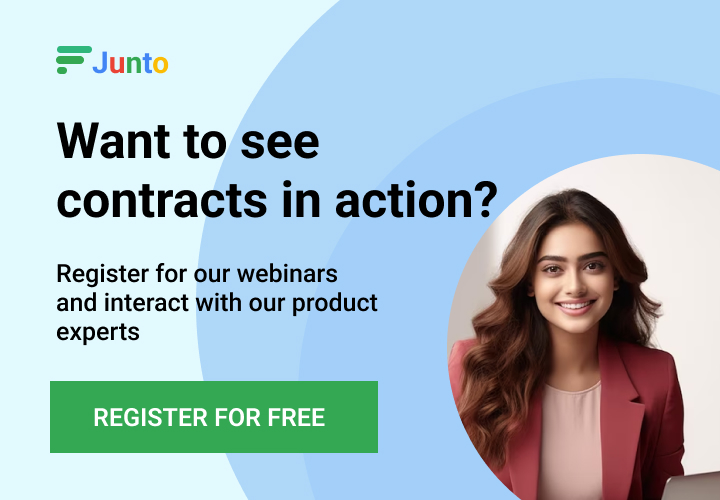 Junto
Want to see
contracts in action?
Register for our webinars
and interact with our product
experts
REGISTER FOR FREE